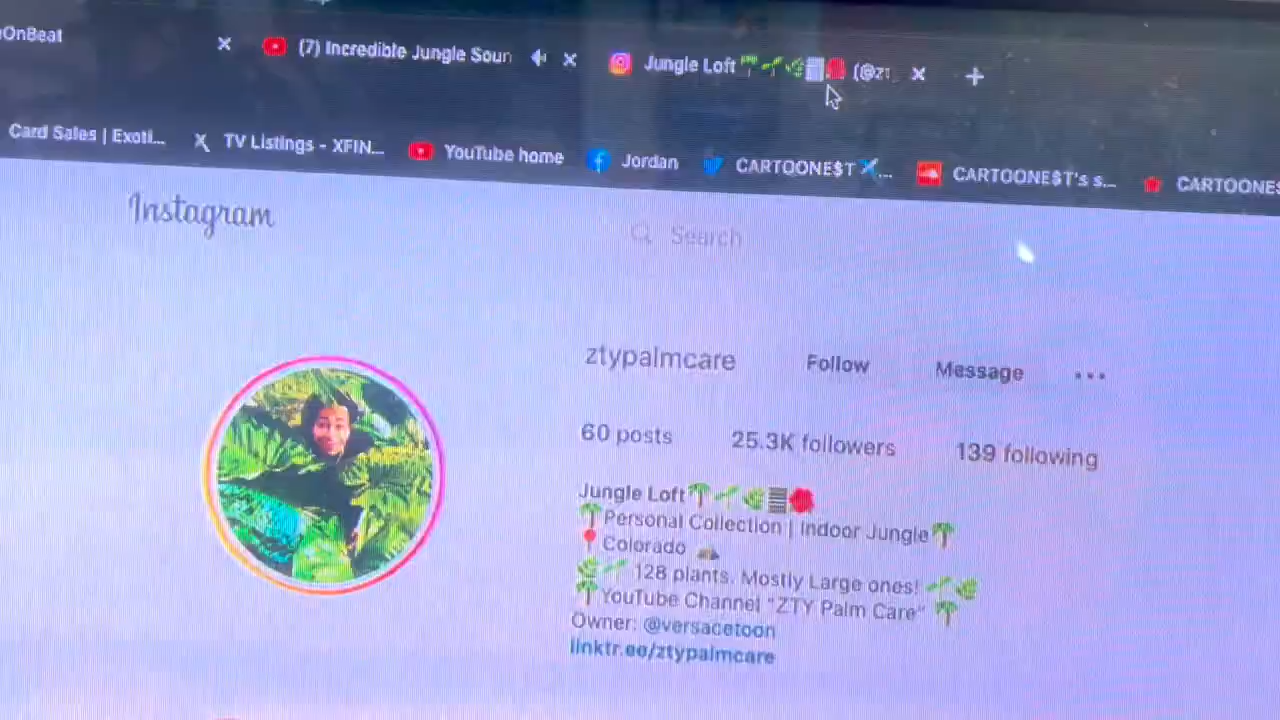 OnBeat
(7) Incredible Jungle Soun
Jungle Loft🌴🌱🌿 (@zt
Card Sales | Exoti...
TV Listings - XFIN...
YouTube home
Jordan
CARTOONE$T ✈️...
CARTOONE$T's s...
CARTOONE$
Instagram
Search
ztypalmcare
Follow
Message
...
60 posts
25.3K followers
139 following
Jungle Loft🌴🌱🌿
🌴Personal Collection | Indoor Jungle🌴
📍Colorado
🌿🌱 128 plants. Mostly Large ones! 🌱🌿
🌴YouTube Channel "ZTY Palm Care" 🌴
Owner: @versacetoon
linktr.ee/ztypalmcare